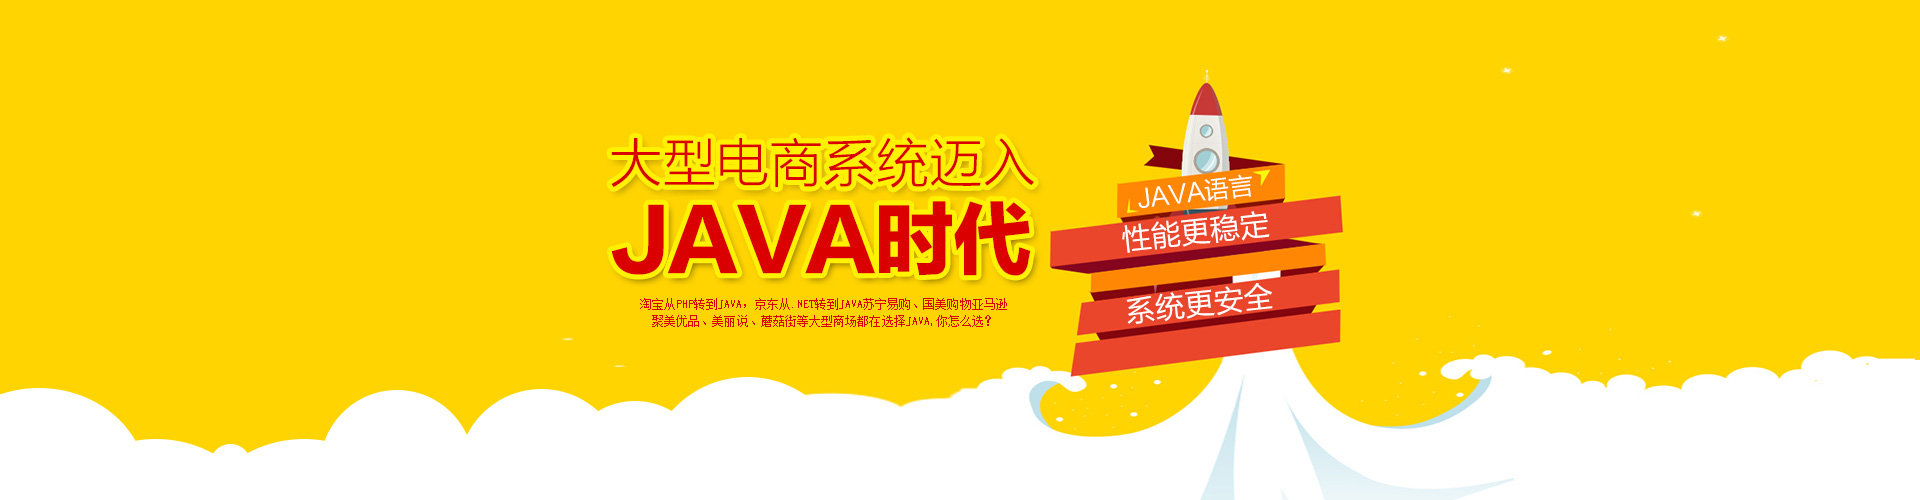 大型电商系统迈入
JAVA时代
淘宝从PHP转到JAVA，京东从.NET转到JAVA苏宁易购、国美购物亚马逊
聚美优品、美丽说、蘑菇街等大型商场都在选择JAVA,你怎么选？
JAVA语言
性能更稳定
系统更安全